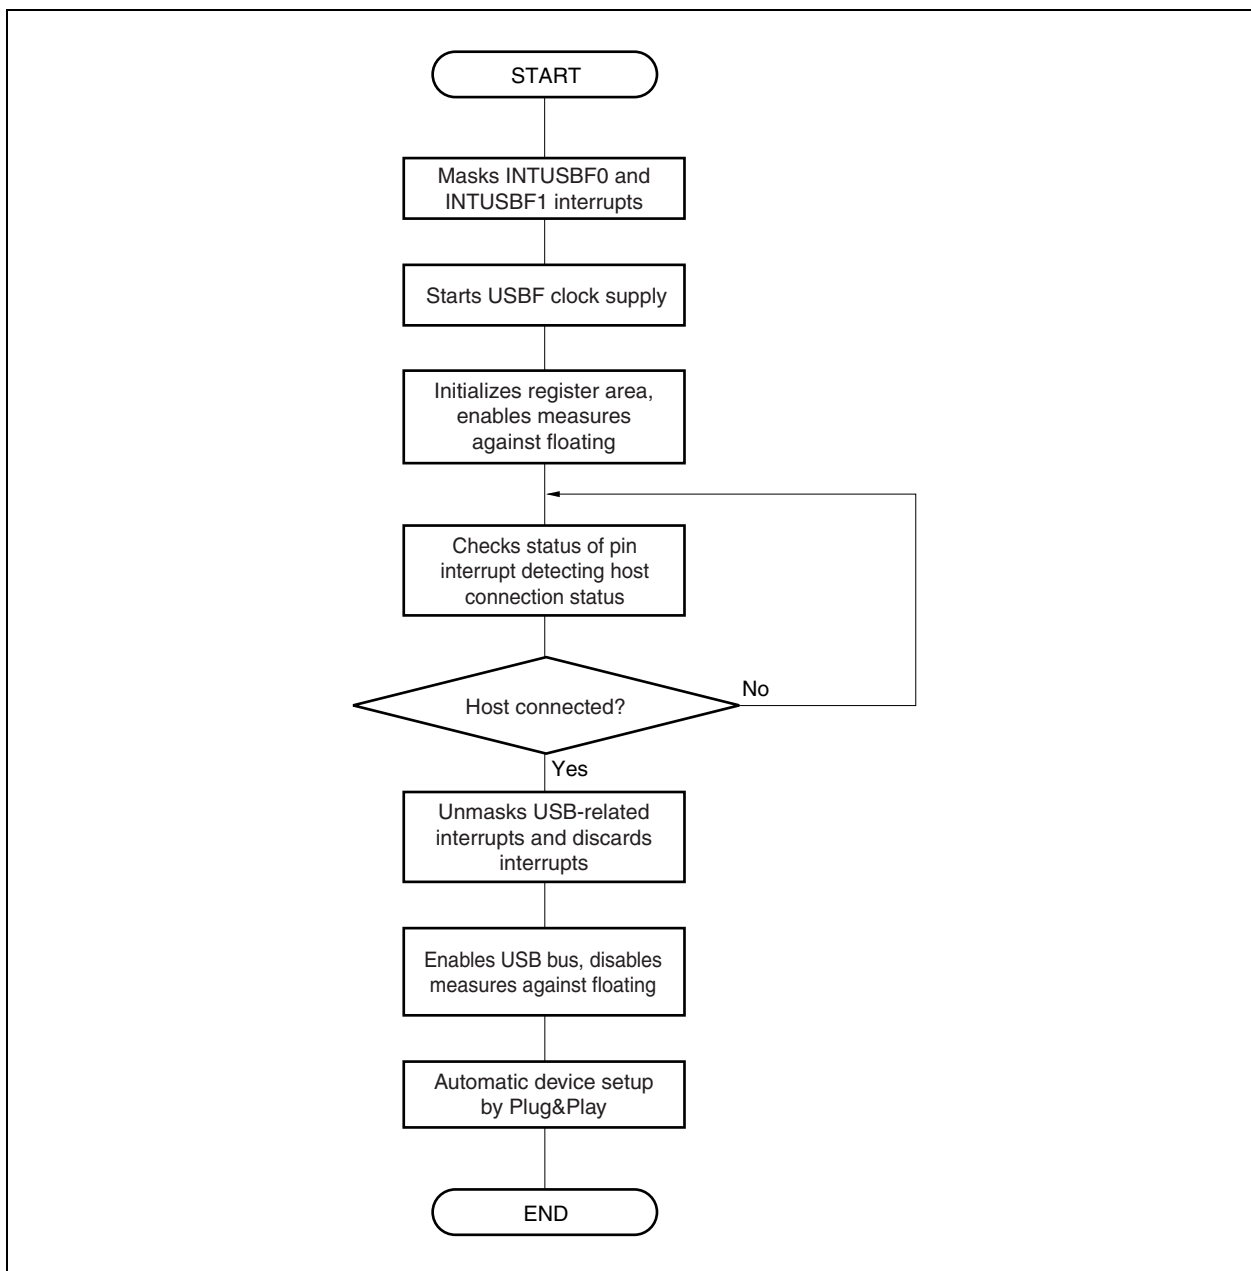 START
Masks INTUSBF0 and
INTUSBF1 interrupts
Starts USBF clock supply
Initializes register area,
enables measures
against floating
Checks status of pin
interrupt detecting host
connection status
Host connected?
No
Yes
Unmasks USB-related
interrupts and discards
interrupts
Enables USB bus, disables
measures against floating
Automatic device setup
by Plug&Play
END